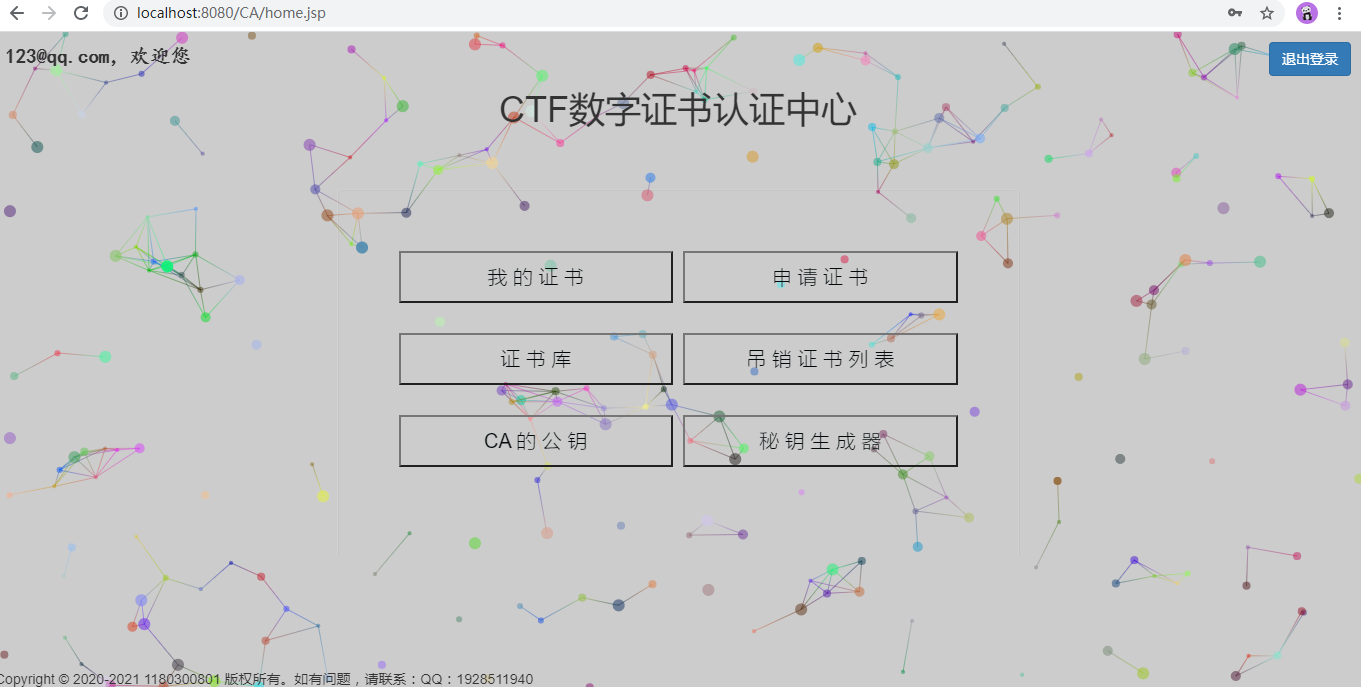 localhost:8080/CA/home.jsp
123@qq.com, 欢迎您
退出登录
CTF数字证书认证中心
我的证书
申请证书
证书库
吊销证书列表
CA的公钥
秘钥生成器
Copyright © 2020-2021 1180300801 版权所有。如有问题，请联系：QQ：1928511940